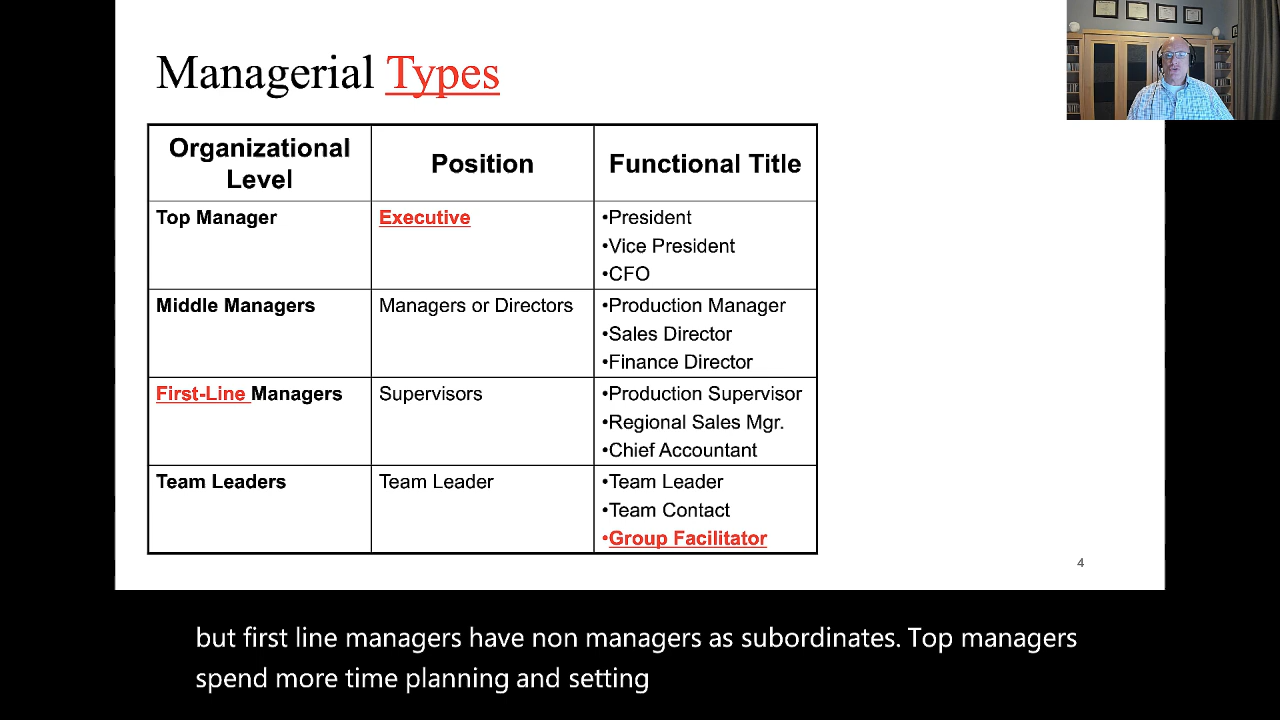 Managerial Types
Organizational
Level
Position
Functional Title
Top Manager
Executive
•President
•Vice President
•CFO
Middle Managers
Managers or Directors
•Production Manager
•Sales Director
•Finance Director
First-Line Managers
Supervisors
•Production Supervisor
•Regional Sales Mgr.
•Chief Accountant
Team Leaders
Team Leader
•Team Leader
•Team Contact
•Group Facilitator
4
but first line managers have non managers as subordinates. Top managers
spend more time planning and setting